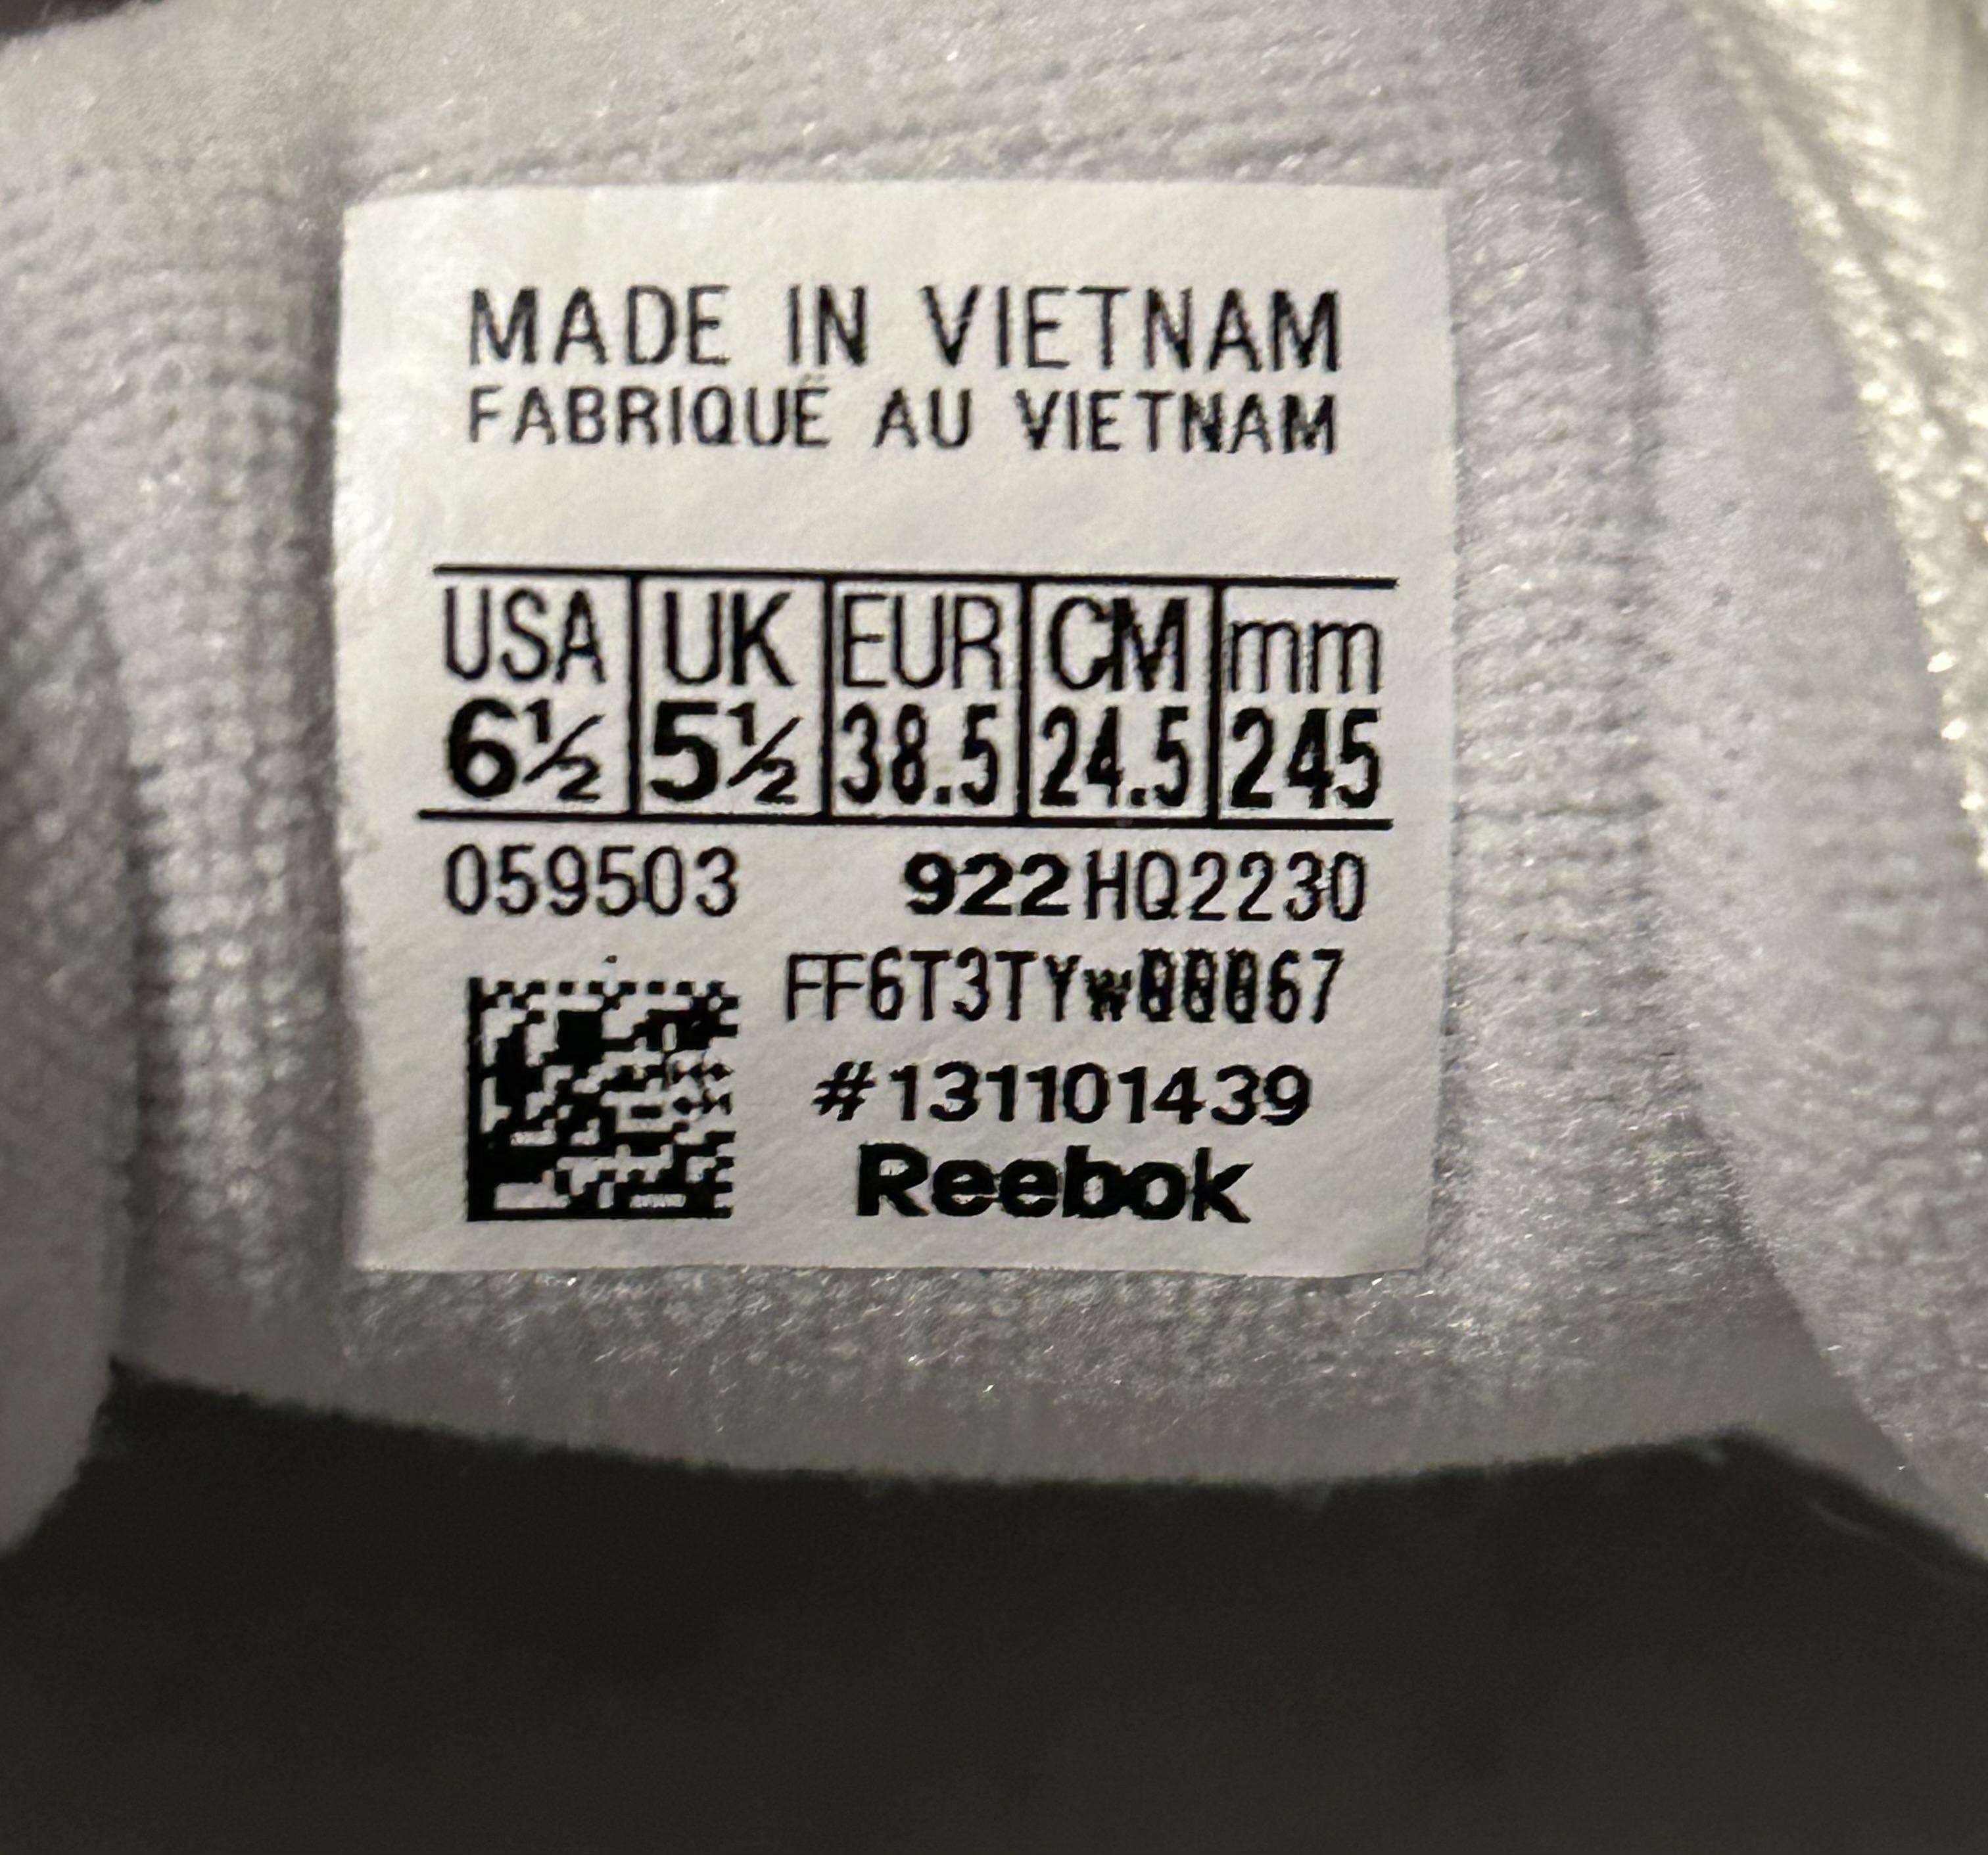 MADE IN VIETNAM
FABRIQUÉ AU VIETNAM
USA UK EUR CM mm
6½ 5½ 38.5 24.5 245
059503 922 HQ2230
#131101439
Reebok